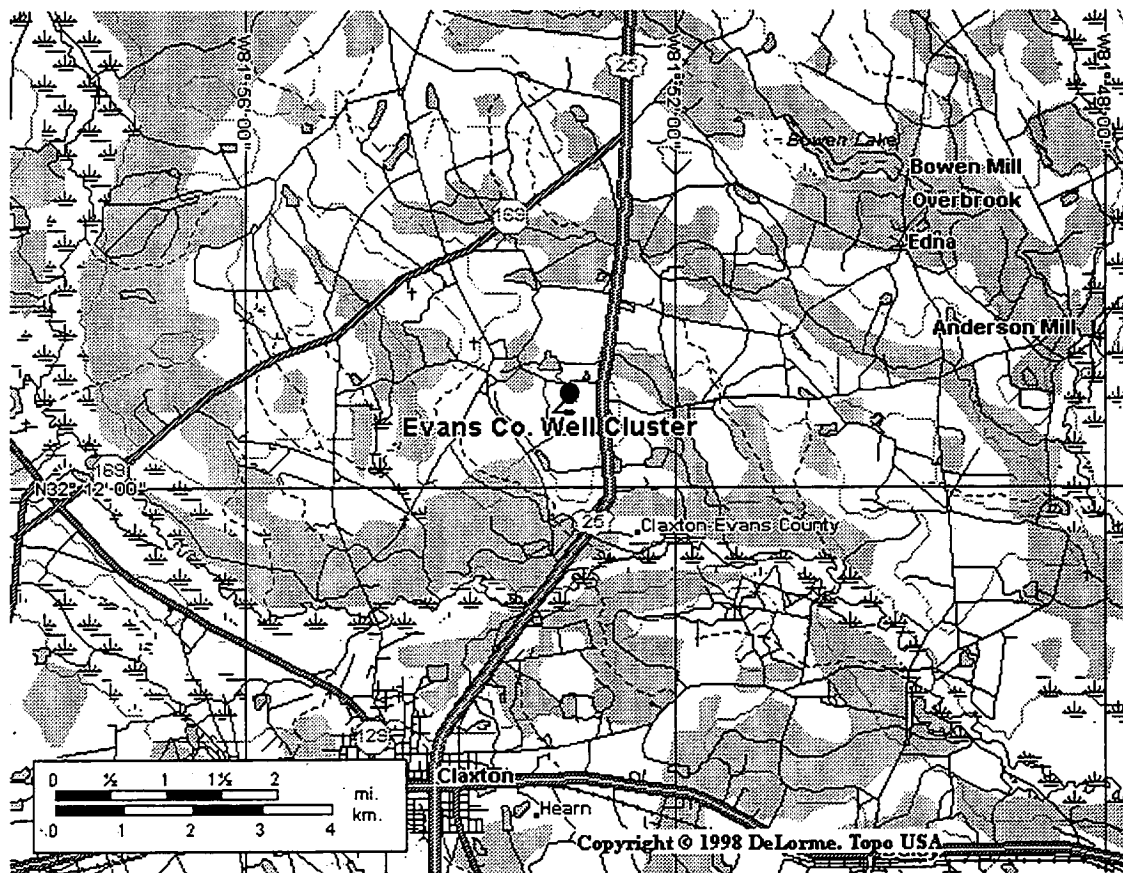 W81°56'00"
25
W81°52'00"
W81°48'00"
Bowen Lake
Bowen Mill
Overbrook
169
Edna
Anderson Mill
Evans Co. Well Cluster
169
N32°12'00"
25
Claxton-Evans County
129
0 ½ 1 1½ 2
mi.
km.
0 1 2 3 4
Claxton
Hearn
Copyright © 1998 DeLorme. Topo USA